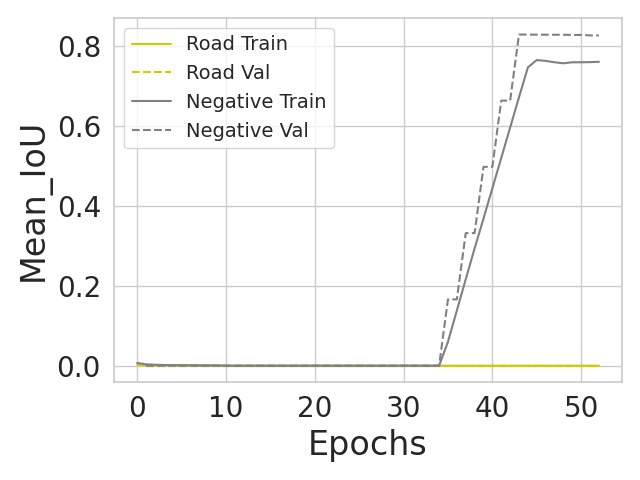 Road Train
Road Val
Negative Train
Negative Val
Mean_IoU
0.8
0.6
0.4
0.2
0.0
0 10 20 30 40 50
Epochs